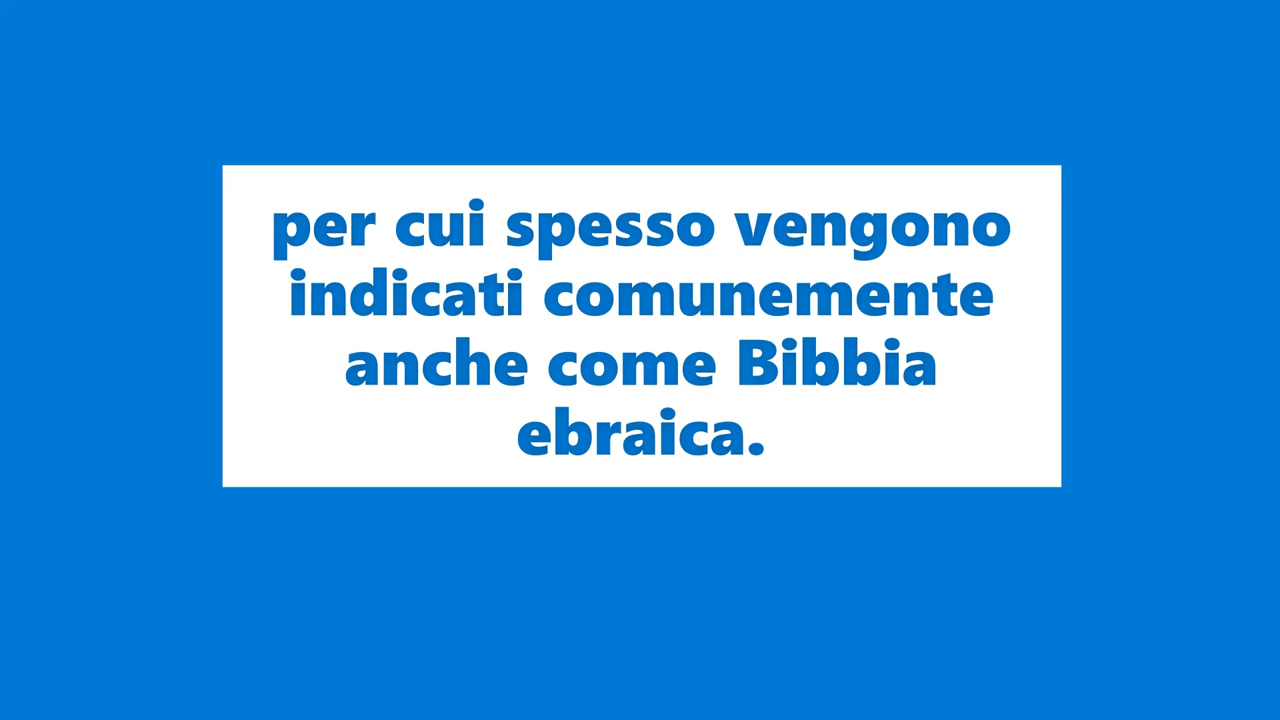 per cui spesso vengono
indicati comunemente
anche come Bibbia
ebraica.